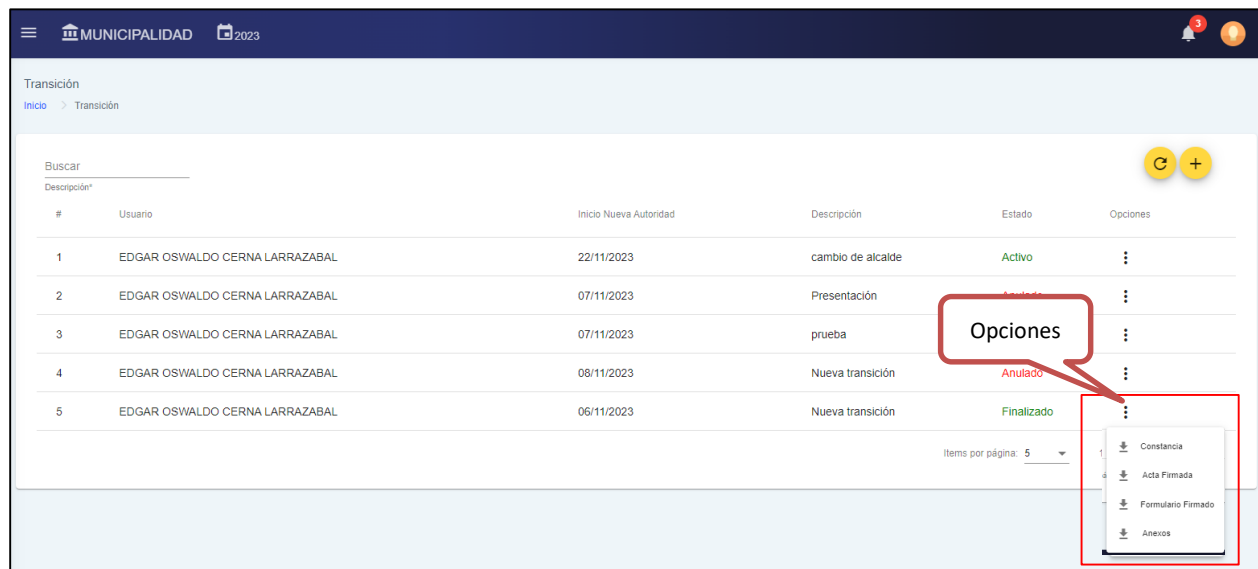 MUNICIPALIDAD 2023 3
Transición
Inicio > Transición
Buscar
Descripción*
# Usuario Inicio Nueva Autoridad Descripción Estado Opciones
1 EDGAR OSWALDO CERNA LARRAZABAL 22/11/2023 cambio de alcalde Activo
2 EDGAR OSWALDO CERNA LARRAZABAL 07/11/2023 Presentación
3 EDGAR OSWALDO CERNA LARRAZABAL 07/11/2023 prueba
Opciones
4 EDGAR OSWALDO CERNA LARRAZABAL 08/11/2023 Nueva transición Anulado
5 EDGAR OSWALDO CERNA LARRAZABAL 06/11/2023 Nueva transición Finalizado
Items por página: 5
Constancia
Acta Firmada
Formulario Firmado
Anexos